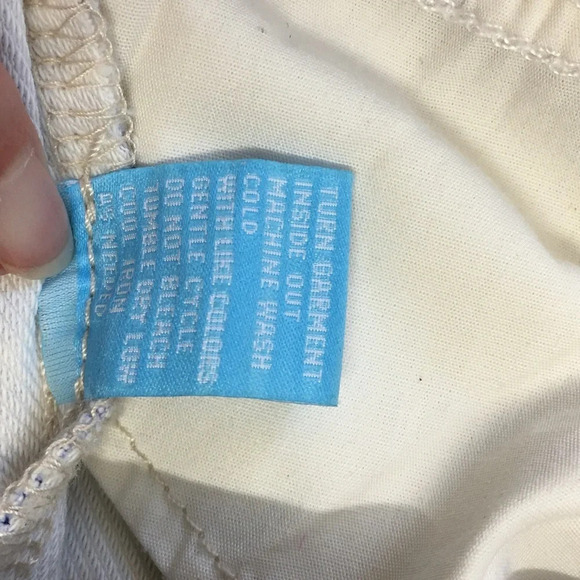 TURN GARMENT
INSIDE OUT
MACHINE WASH
COLD
WITH LIKE COLORS
GENTLE CYCLE
DO NOT BLEACH
TUMBLE DRY LOW
COOL IRON
AS NEEDED